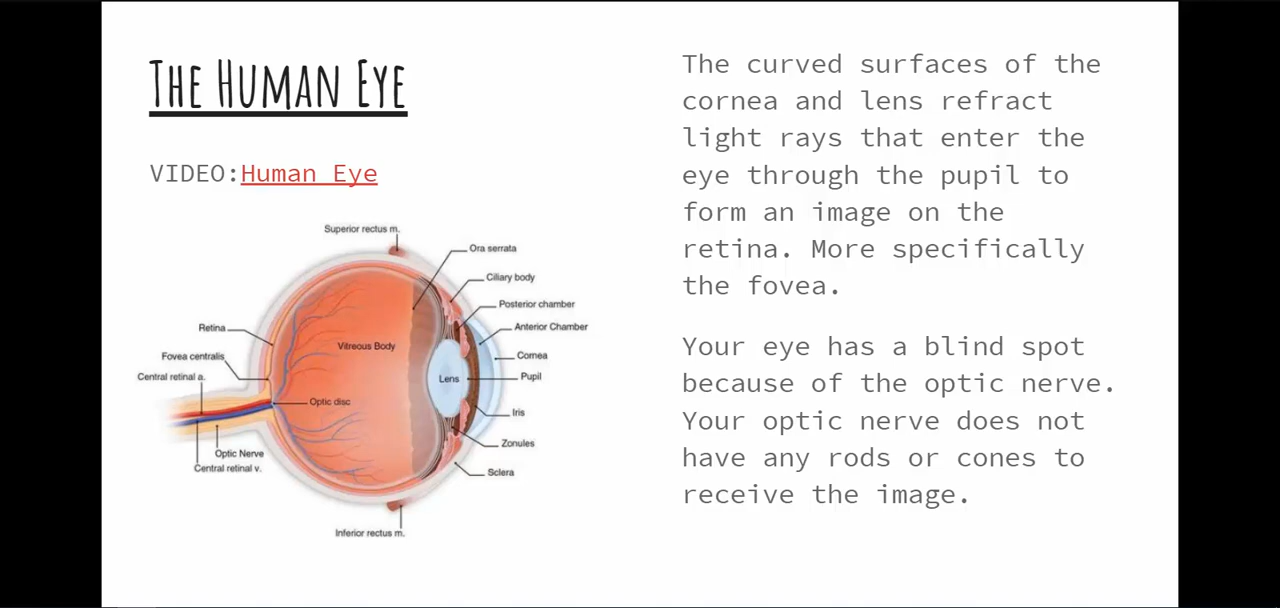 THE HUMAN EYE
VIDEO:Human Eye
Superior rectus m.
Ora serrata
Ciliary body
Posterior chamber
Anterior Chamber
Retina
Vitreous Body
Fovea centralis
Cornea
Central retinal a.
Lens
Pupil
Optic disc
Iris
Zonules
Optic Nerve
Central retinal v.
Sclera
Inferior rectus m.
The curved surfaces of the
cornea and lens refract
light rays that enter the
eye through the pupil to
form an image on the
retina. More specifically
the fovea.
Your eye has a blind spot
because of the optic nerve.
Your optic nerve does not
have any rods or cones to
receive the image.